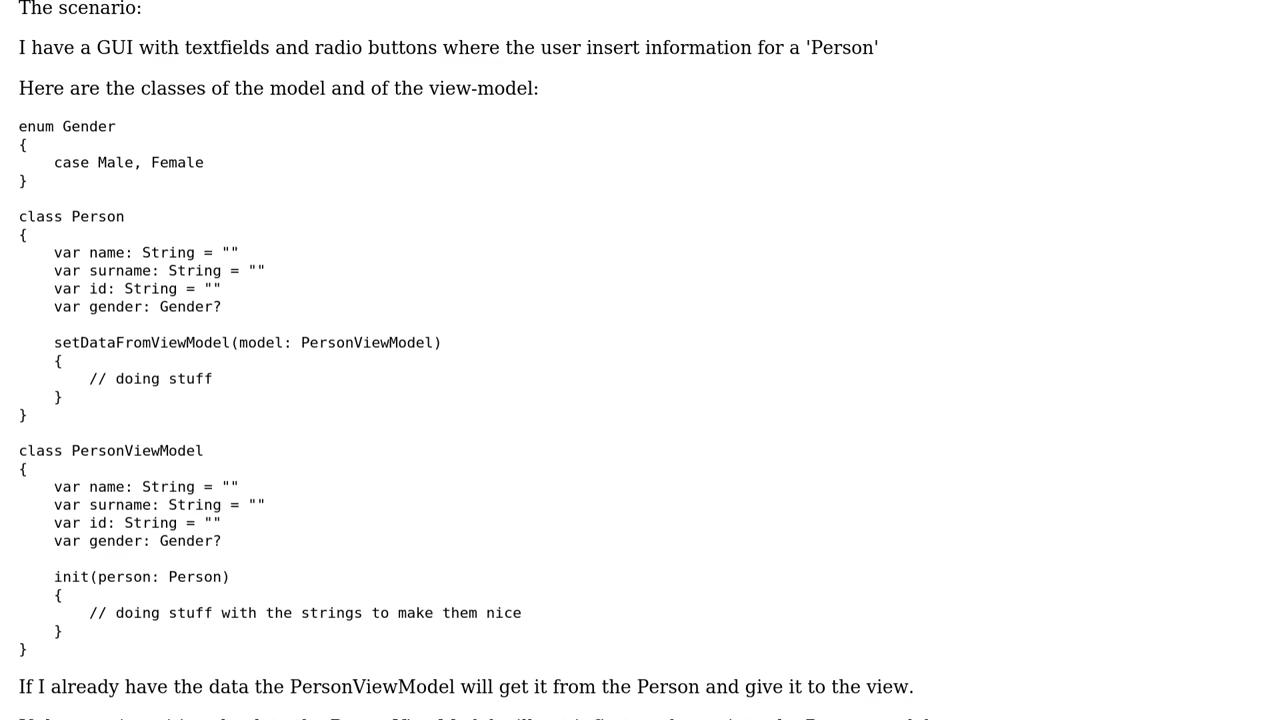 The scenario:
I have a GUI with textfields and radio buttons where the user insert information for a 'Person'
Here are the classes of the model and of the view-model:
enum Gender
{
    case Male, Female
}
class Person
{
    var name: String = ""
    var surname: String = ""
    var id: String = ""
    var gender: Gender?
    setDataFromViewModel(model: PersonViewModel)
    {
        // doing stuff
    }
}
class PersonViewModel
{
    var name: String = ""
    var surname: String = ""
    var id: String = ""
    var gender: Gender?
    init(person: Person)
    {
        // doing stuff with the strings to make them nice
    }
}
If I already have the data the PersonViewModel will get it from the Person and give it to the view.